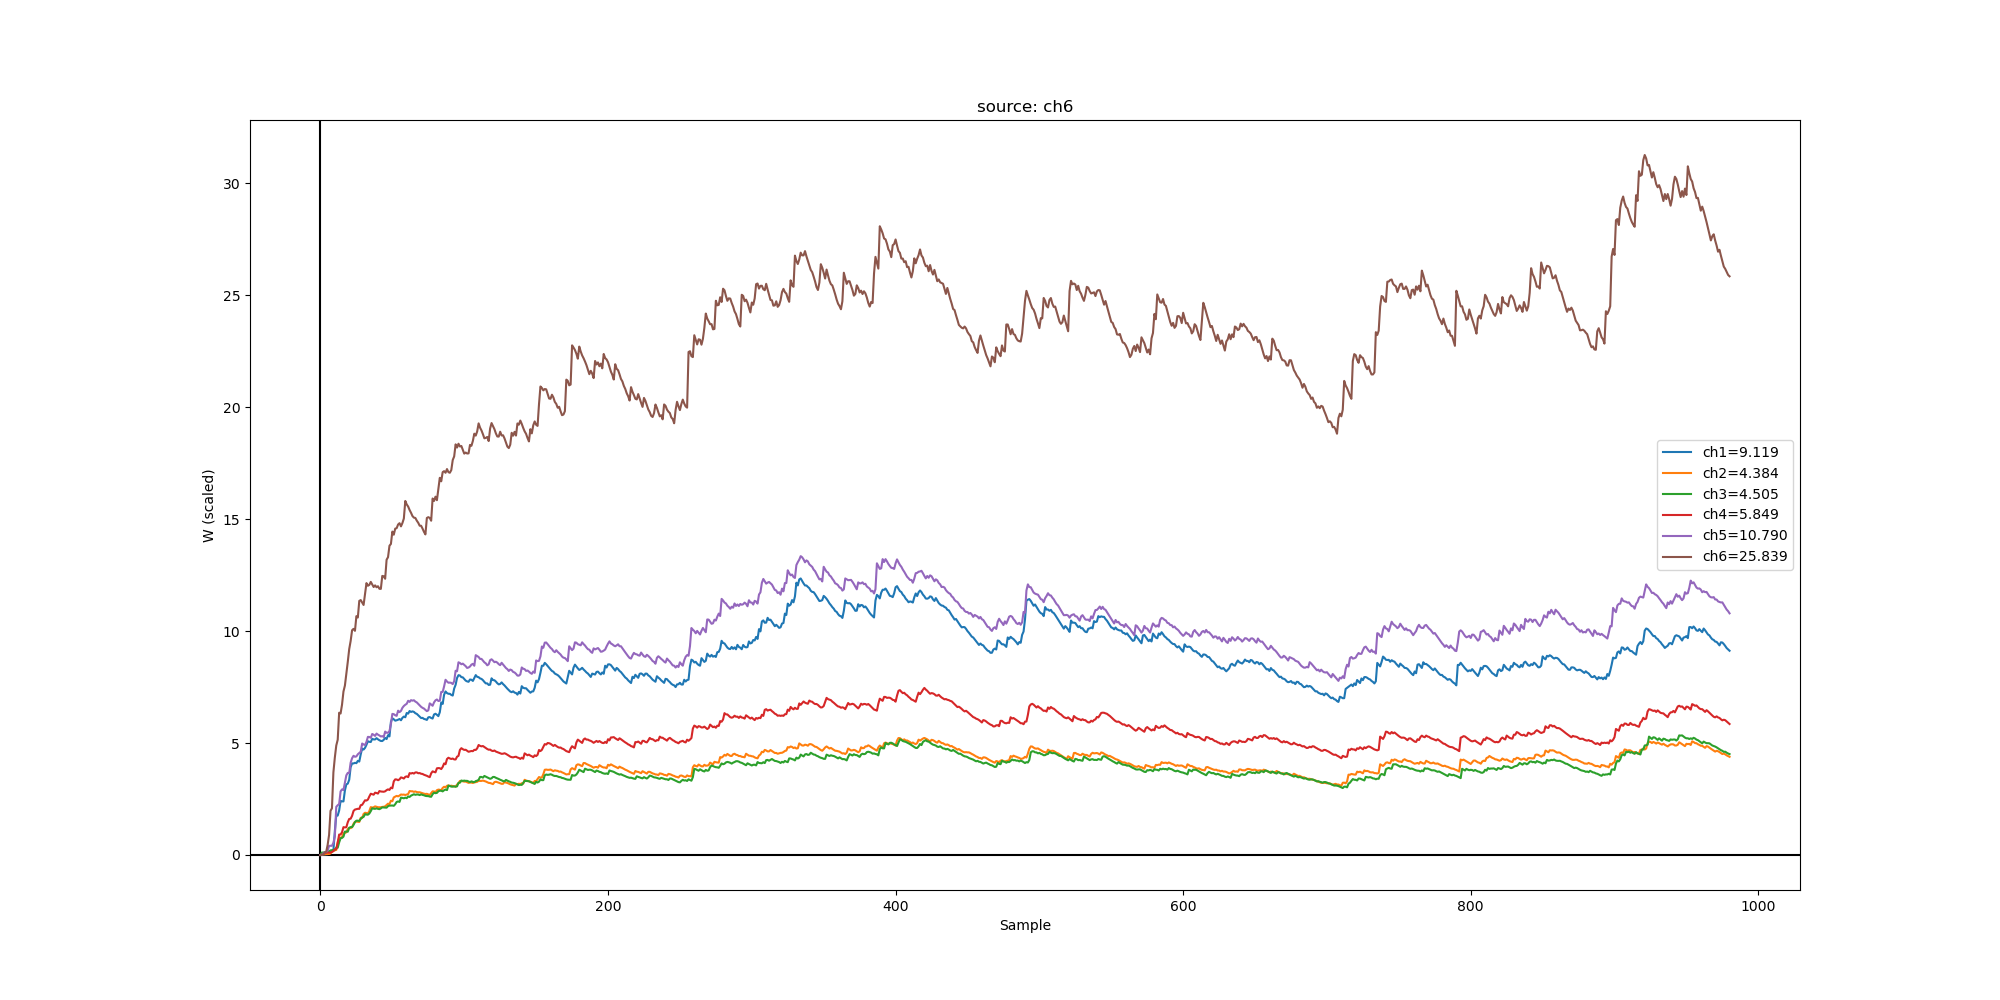 source: ch6
W (scaled)
30
25
20
15
10
5
0
ch1=9.119
ch2=4.384
ch3=4.505
ch4=5.849
ch5=10.790
ch6=25.839
0 200 400 600 800 1000
Sample